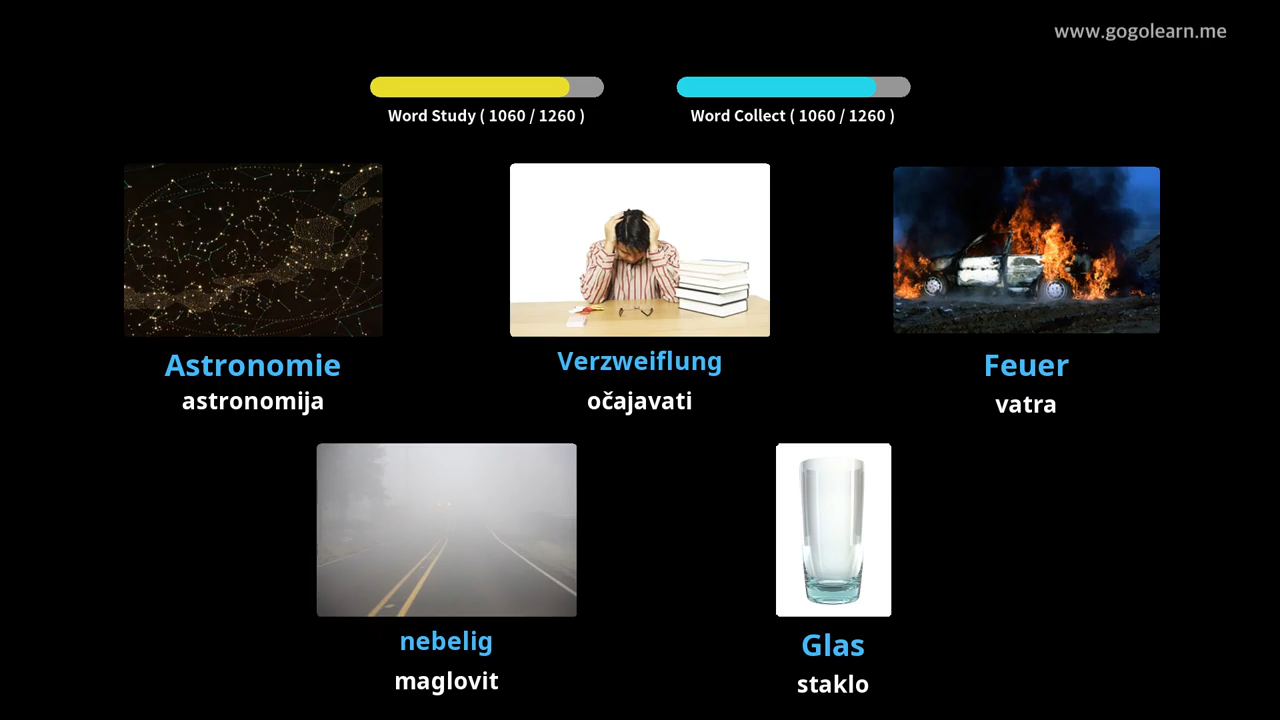 www.gogolearn.me
Word Study ( 1060 / 1260 )
Word Collect ( 1060 / 1260 )
Astronomie
astronomija
Verzweiflung
očajavati
Feuer
vatra
nebelig
maglovit
Glas
staklo